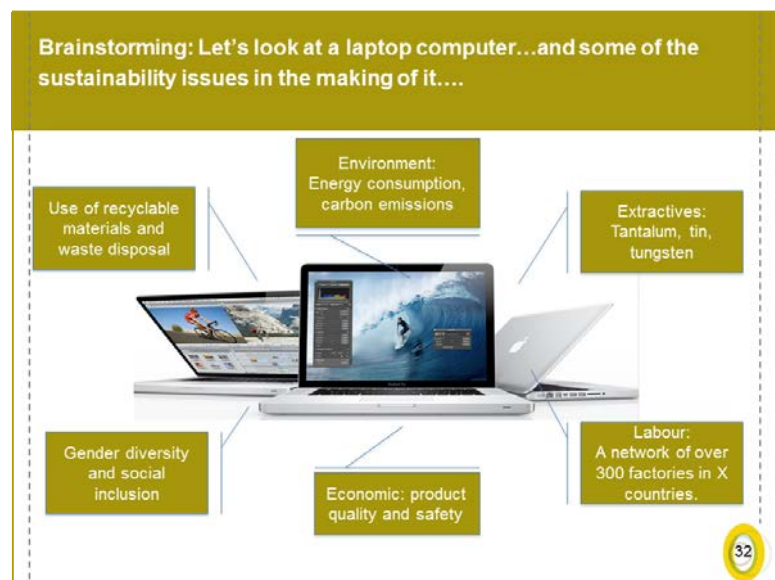 Brainstorming: Let's look at a laptop computer…and some of the
sustainability issues in the making of it….
Environment:
Energy consumption,
carbon emissions
Use of recyclable
materials and
waste disposal
Extractives:
Tantalum, tin,
tungsten
Gender diversity
and social
inclusion
Economic: product
quality and safety
Labour:
A network of over
300 factories in X
countries.
32